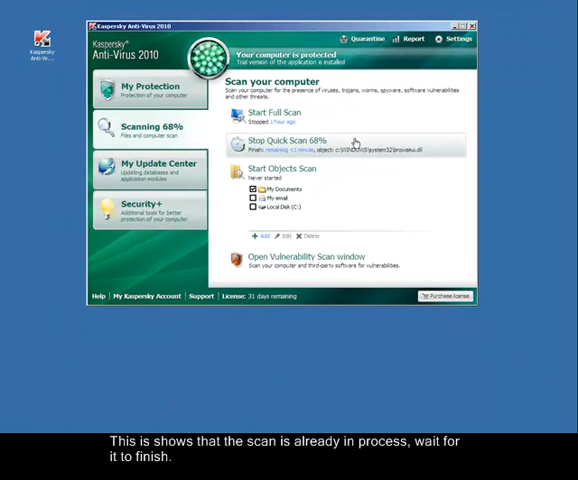 Kaspersky
Anti-Vir...
Kaspersky Anti-Virus 2010
Quarantine | Report Settings
Kaspersky
Anti-Virus 2010
Your computer is protected
Trial version of the application is installed
My Protection
Protection of your computer
Scanning 68%
Files and computer scan
My Update Center
Updating databases and
application modules
Security+
Additional tools for better
protection of your computer
Scan your computer
Scan your computer for the presence of viruses, trojans, worms, spyware, software vulnerabilities
and other threats.
Start Full Scan
Stopped 1 hour ago
Stop Quick Scan 68%
Finish: remaining <1 minute, object: c:\WINDOWS\system32\
Start Objects Scan
Never started
My Documents
My email
Local Disk (C:)
Add Edit Delete
Open Vulnerability Scan window
Scan your computer and third-party software for vulnerabilities.
Help | My Kaspersky Account | Support | License: 31 days remaining
Purchase license
This is shows that the scan is already in process, wait for
it to finish.